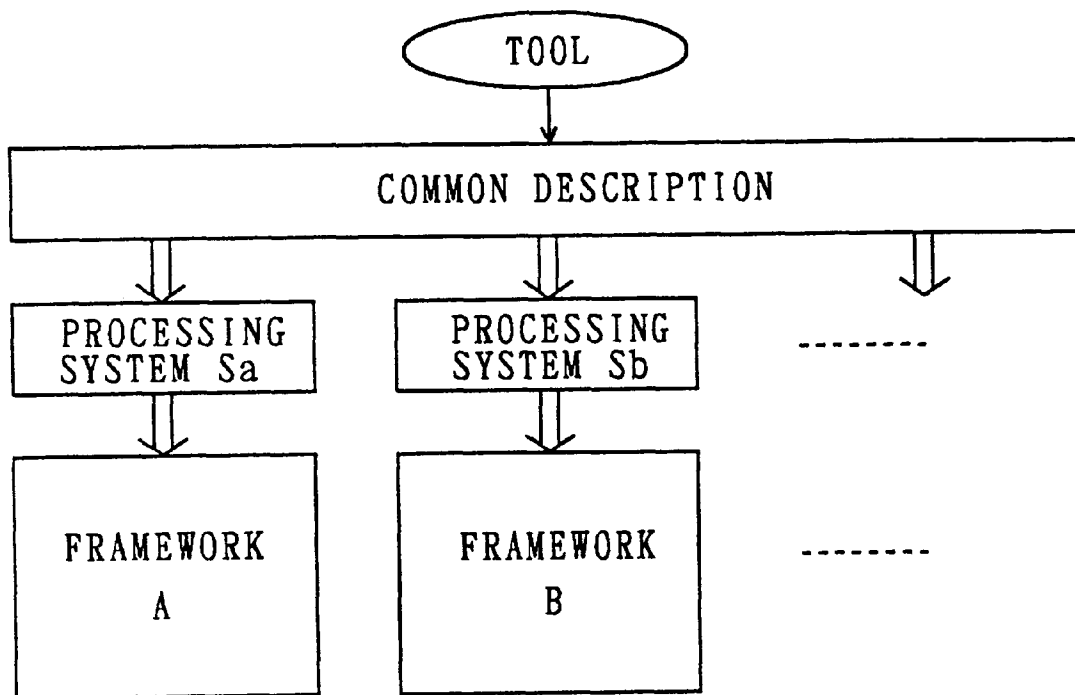 TOOL
COMMON DESCRIPTION
PROCESSING
SYSTEM Sa
PROCESSING
SYSTEM Sb
FRAMEWORK
A
FRAMEWORK
B